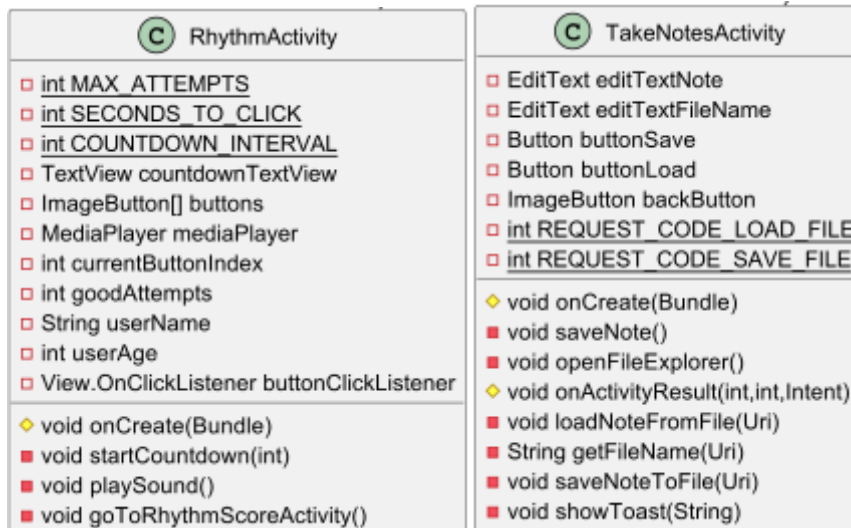 C RhythmActivity
int MAX_ATTEMPTS
int SECONDS_TO_CLICK
int COUNTDOWN_INTERVAL
TextView countdownTextView
ImageButton[] buttons
MediaPlayer mediaPlayer
int currentButtonIndex
int goodAttempts
String userName
int userAge
View.OnClickListener buttonClickListener
void onCreate(Bundle)
void startCountdown(int)
void playSound()
void goToRhythmScoreActivity()
C TakeNotesActivity
EditText editTextNote
EditText editTextFileName
Button buttonSave
Button buttonLoad
ImageButton backButton
int REQUEST_CODE_LOAD_FILE
int REQUEST_CODE_SAVE_FILE
void onCreate(Bundle)
void saveNote()
void openFileExplorer()
void onActivityResult(int,int,Intent)
void loadNoteFromFile(Uri)
String getFileName(Uri)
void saveNoteToFile(Uri)
void showToast(String)